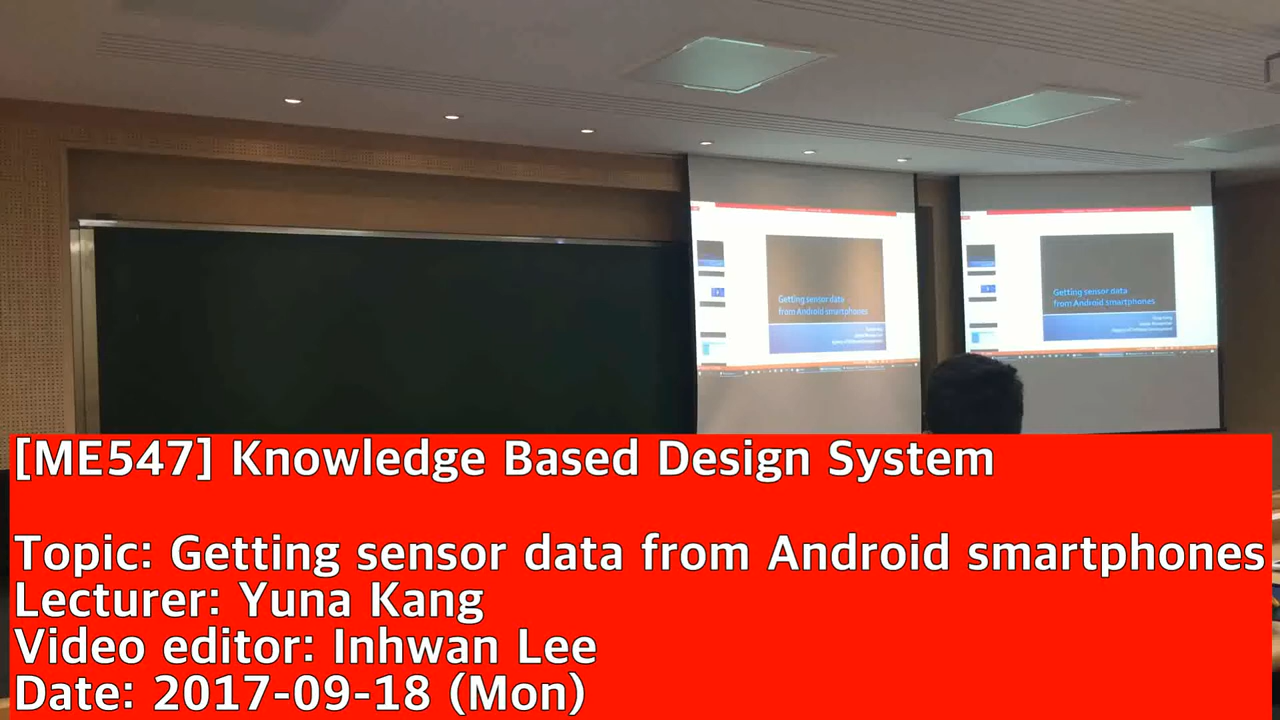 Getting sensor data
from Android smartphones
Getting sensor data
from Android smartphones
[ME547] Knowledge Based Design System
Topic: Getting sensor data from Android smartphones
Lecturer: Yuna Kang
Video editor: Inhwan Lee
Date: 2017-09-18 (Mon)